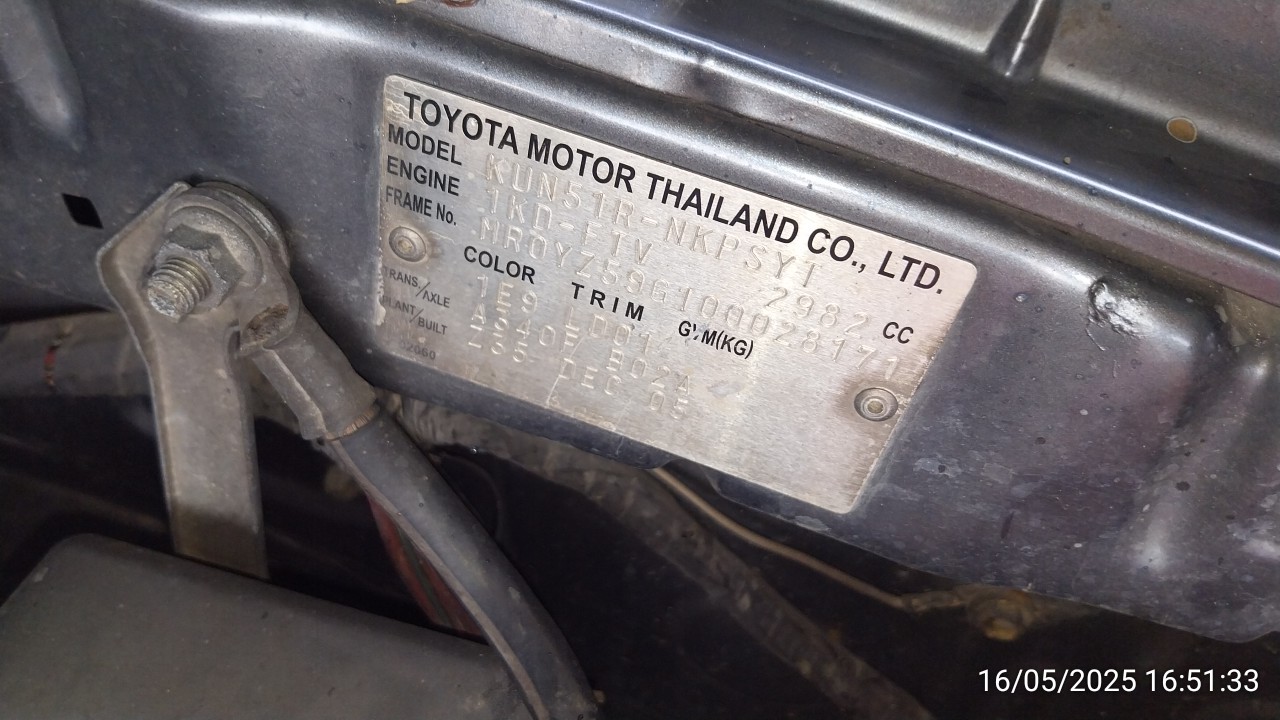 TOYOTA MOTOR THAILAND CO., LTD.
MODEL KUN51R-NKPSYT
ENGINE 1KD-FTV 2982 CC
FRAME No. MR0YZ59G100028171
COLOR TRIM G.V.M(KG)
1E9
TRANS./AXLE A340F/ B02A
PLANT/BUILT DEC 05
16/05/2025 16:51:33